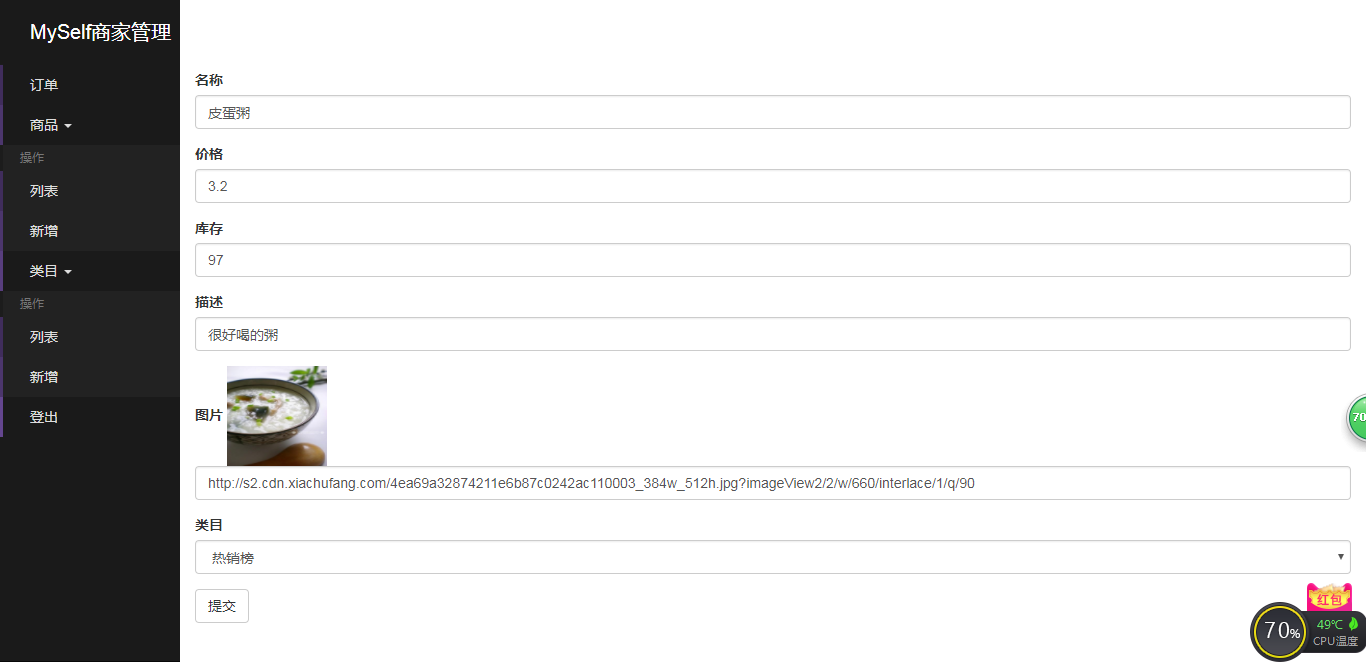 MySelf商家管理
订单
商品
操作
列表
新增
类目
操作
列表
新增
登出
名称
皮蛋粥
价格
3.2
库存
97
描述
很好喝的粥
图片
http://s2.cdn.xiachufang.com/4ea69a32874211e6b87c0242ac110003_384w_512h.jpg?imageView2/2/w/660/interlace/1/q/90
类目
热销榜
提交
70
红包
70%
49℃
CPU温度